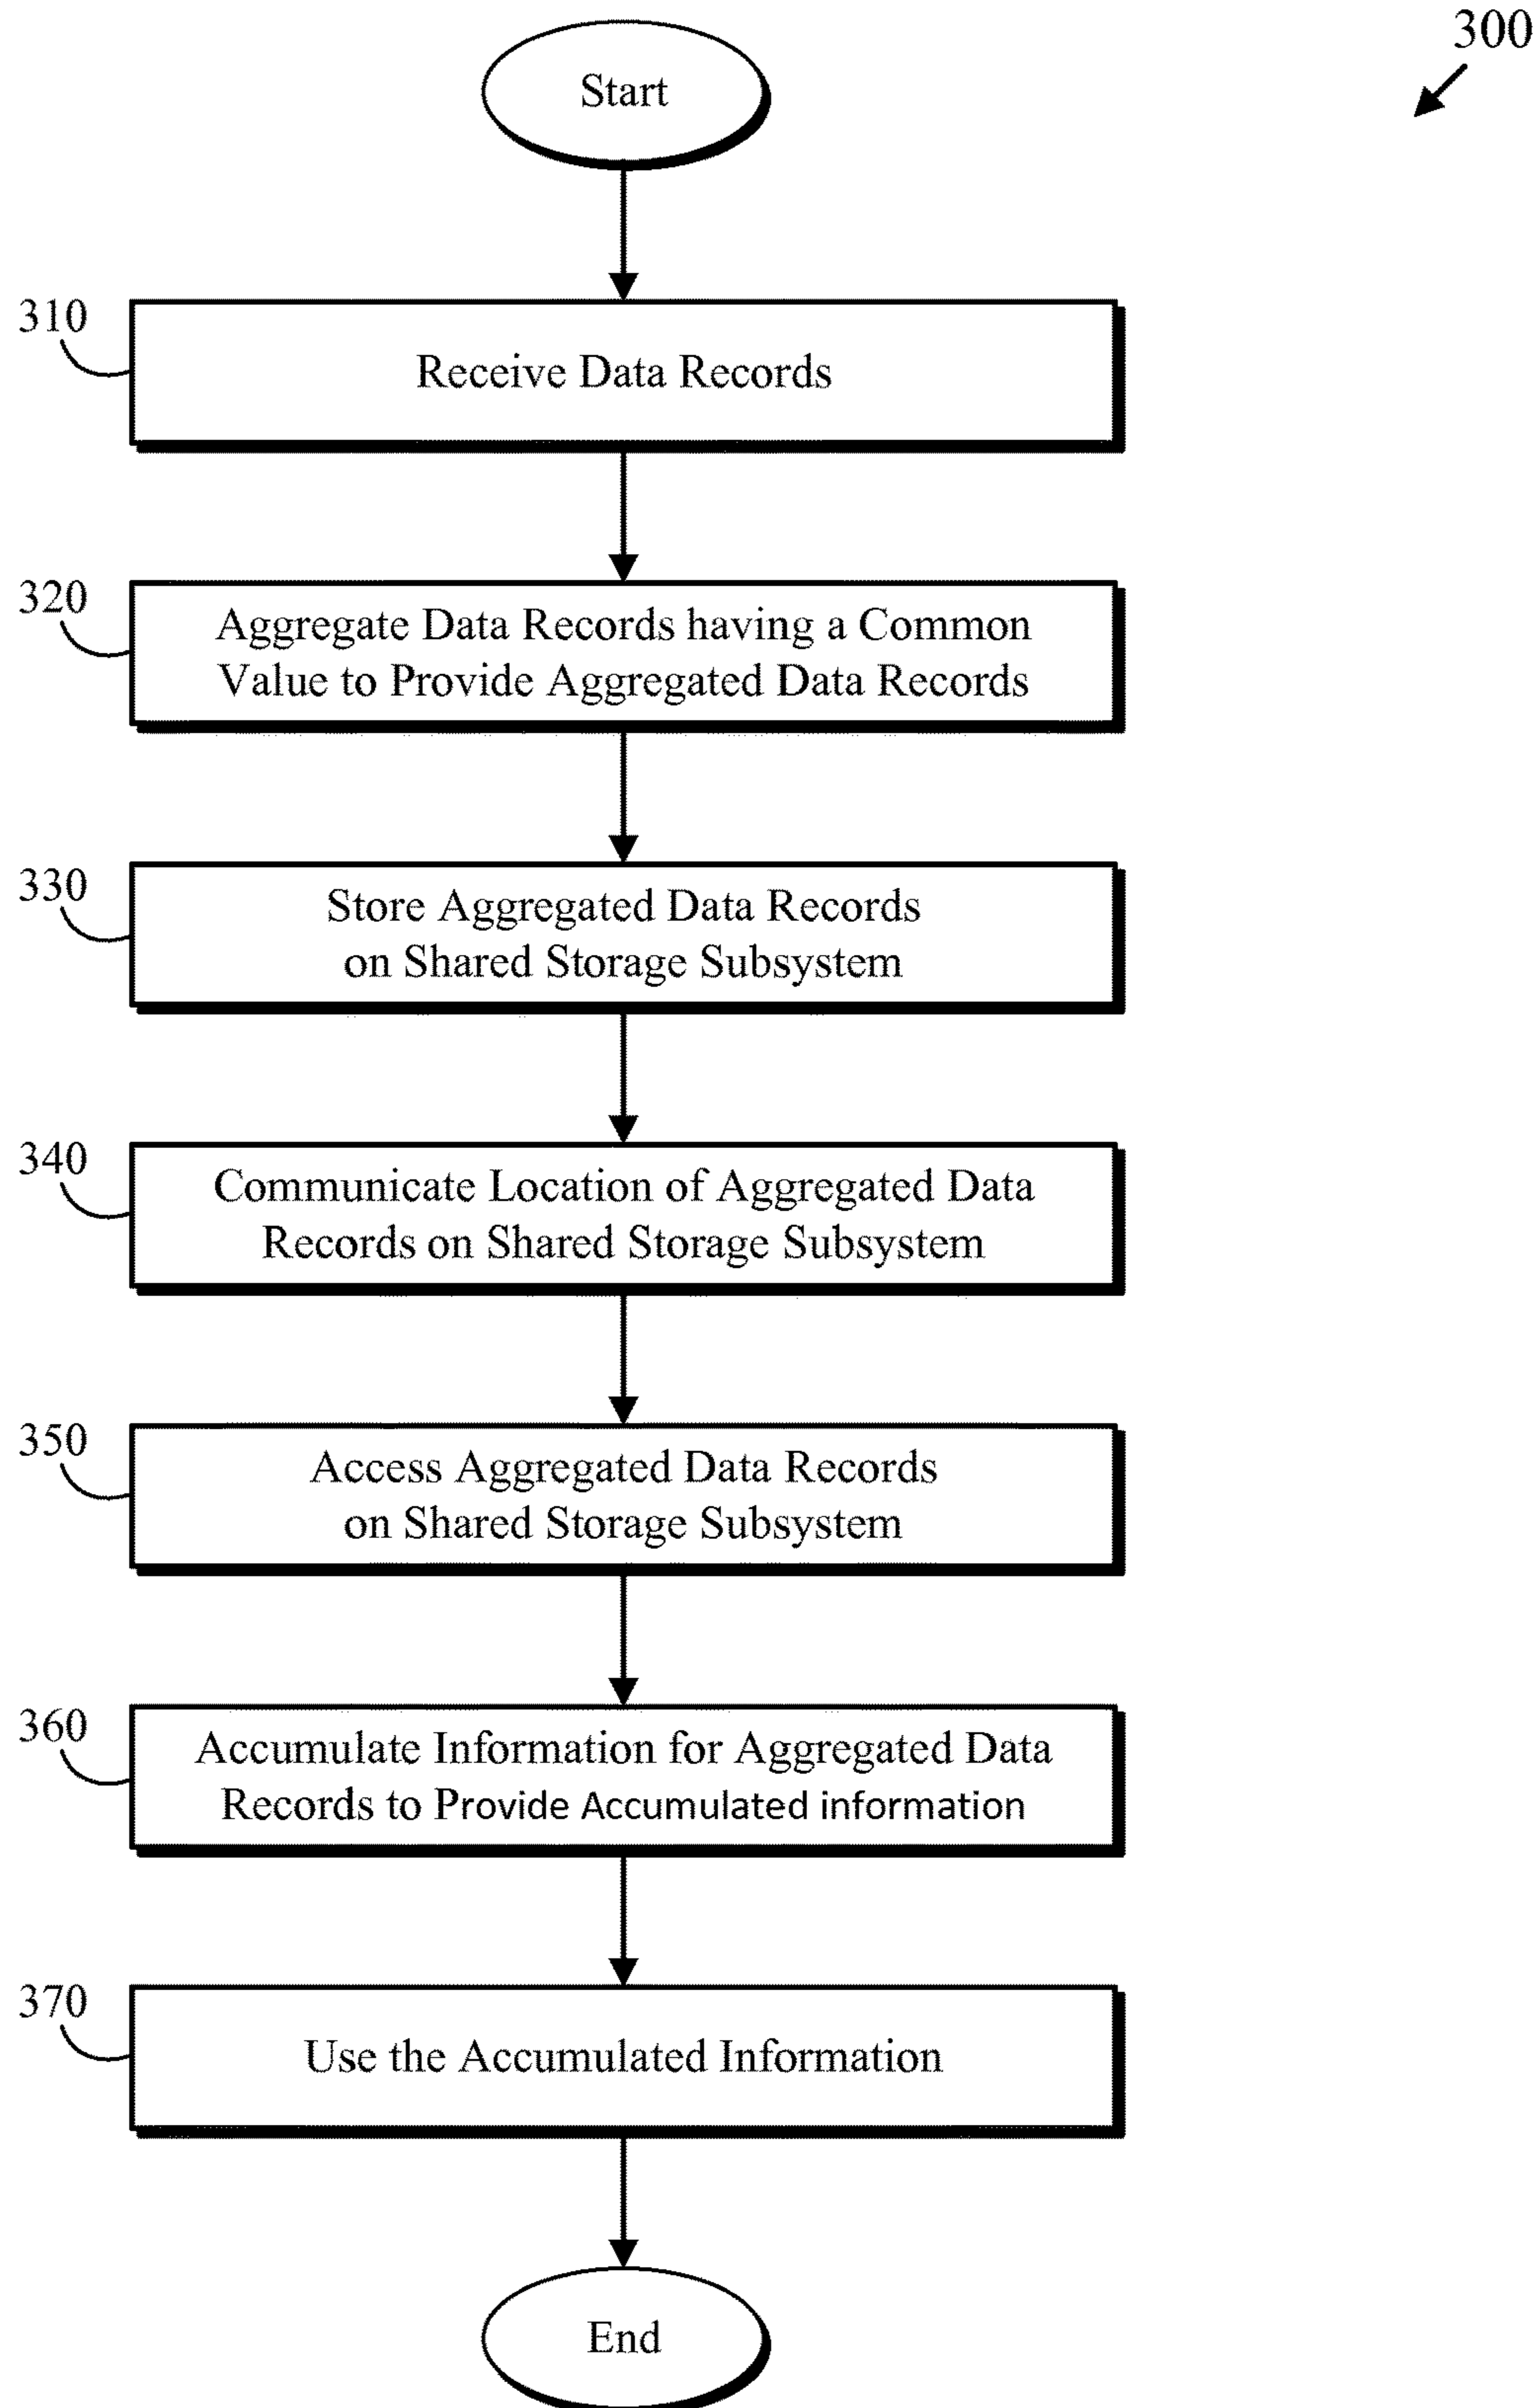 300
Start
310
Receive Data Records
320
Aggregate Data Records having a Common
Value to Provide Aggregated Data Records
330
Store Aggregated Data Records
on Shared Storage Subsystem
340
Communicate Location of Aggregated Data
Records on Shared Storage Subsystem
350
Access Aggregated Data Records
on Shared Storage Subsystem
360
Accumulate Information for Aggregated Data
Records to Provide Accumulated information
370
Use the Accumulated Information
End